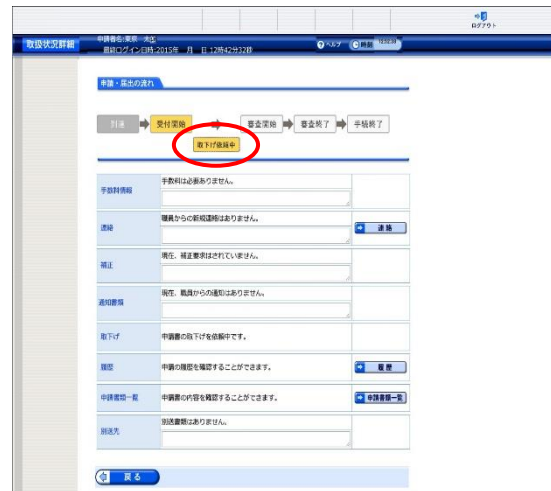 ログアウト
取扱状況詳細
申請者名:東京 太郎
最終ログイン日時:2015年 月 日 12時42分32秒
ヘルプ
時刻
申請・届出の流れ
到達
受付開始
審査開始
審査終了
手続終了
取下げ依頼中
手数料情報
手数料は必要ありません。
連絡
職員からの新規連絡はありません。
連 絡
補正
現在、補正要求はされていません。
通知書類
現在、職員からの通知はありません。
取下げ
申請書の取下げを依頼中です。
履歴
申請の履歴を確認することができます。
履 歴
申請書類一覧
申請書の内容を確認することができます。
申請書類一覧
別送先
別送書類はありません。
戻る